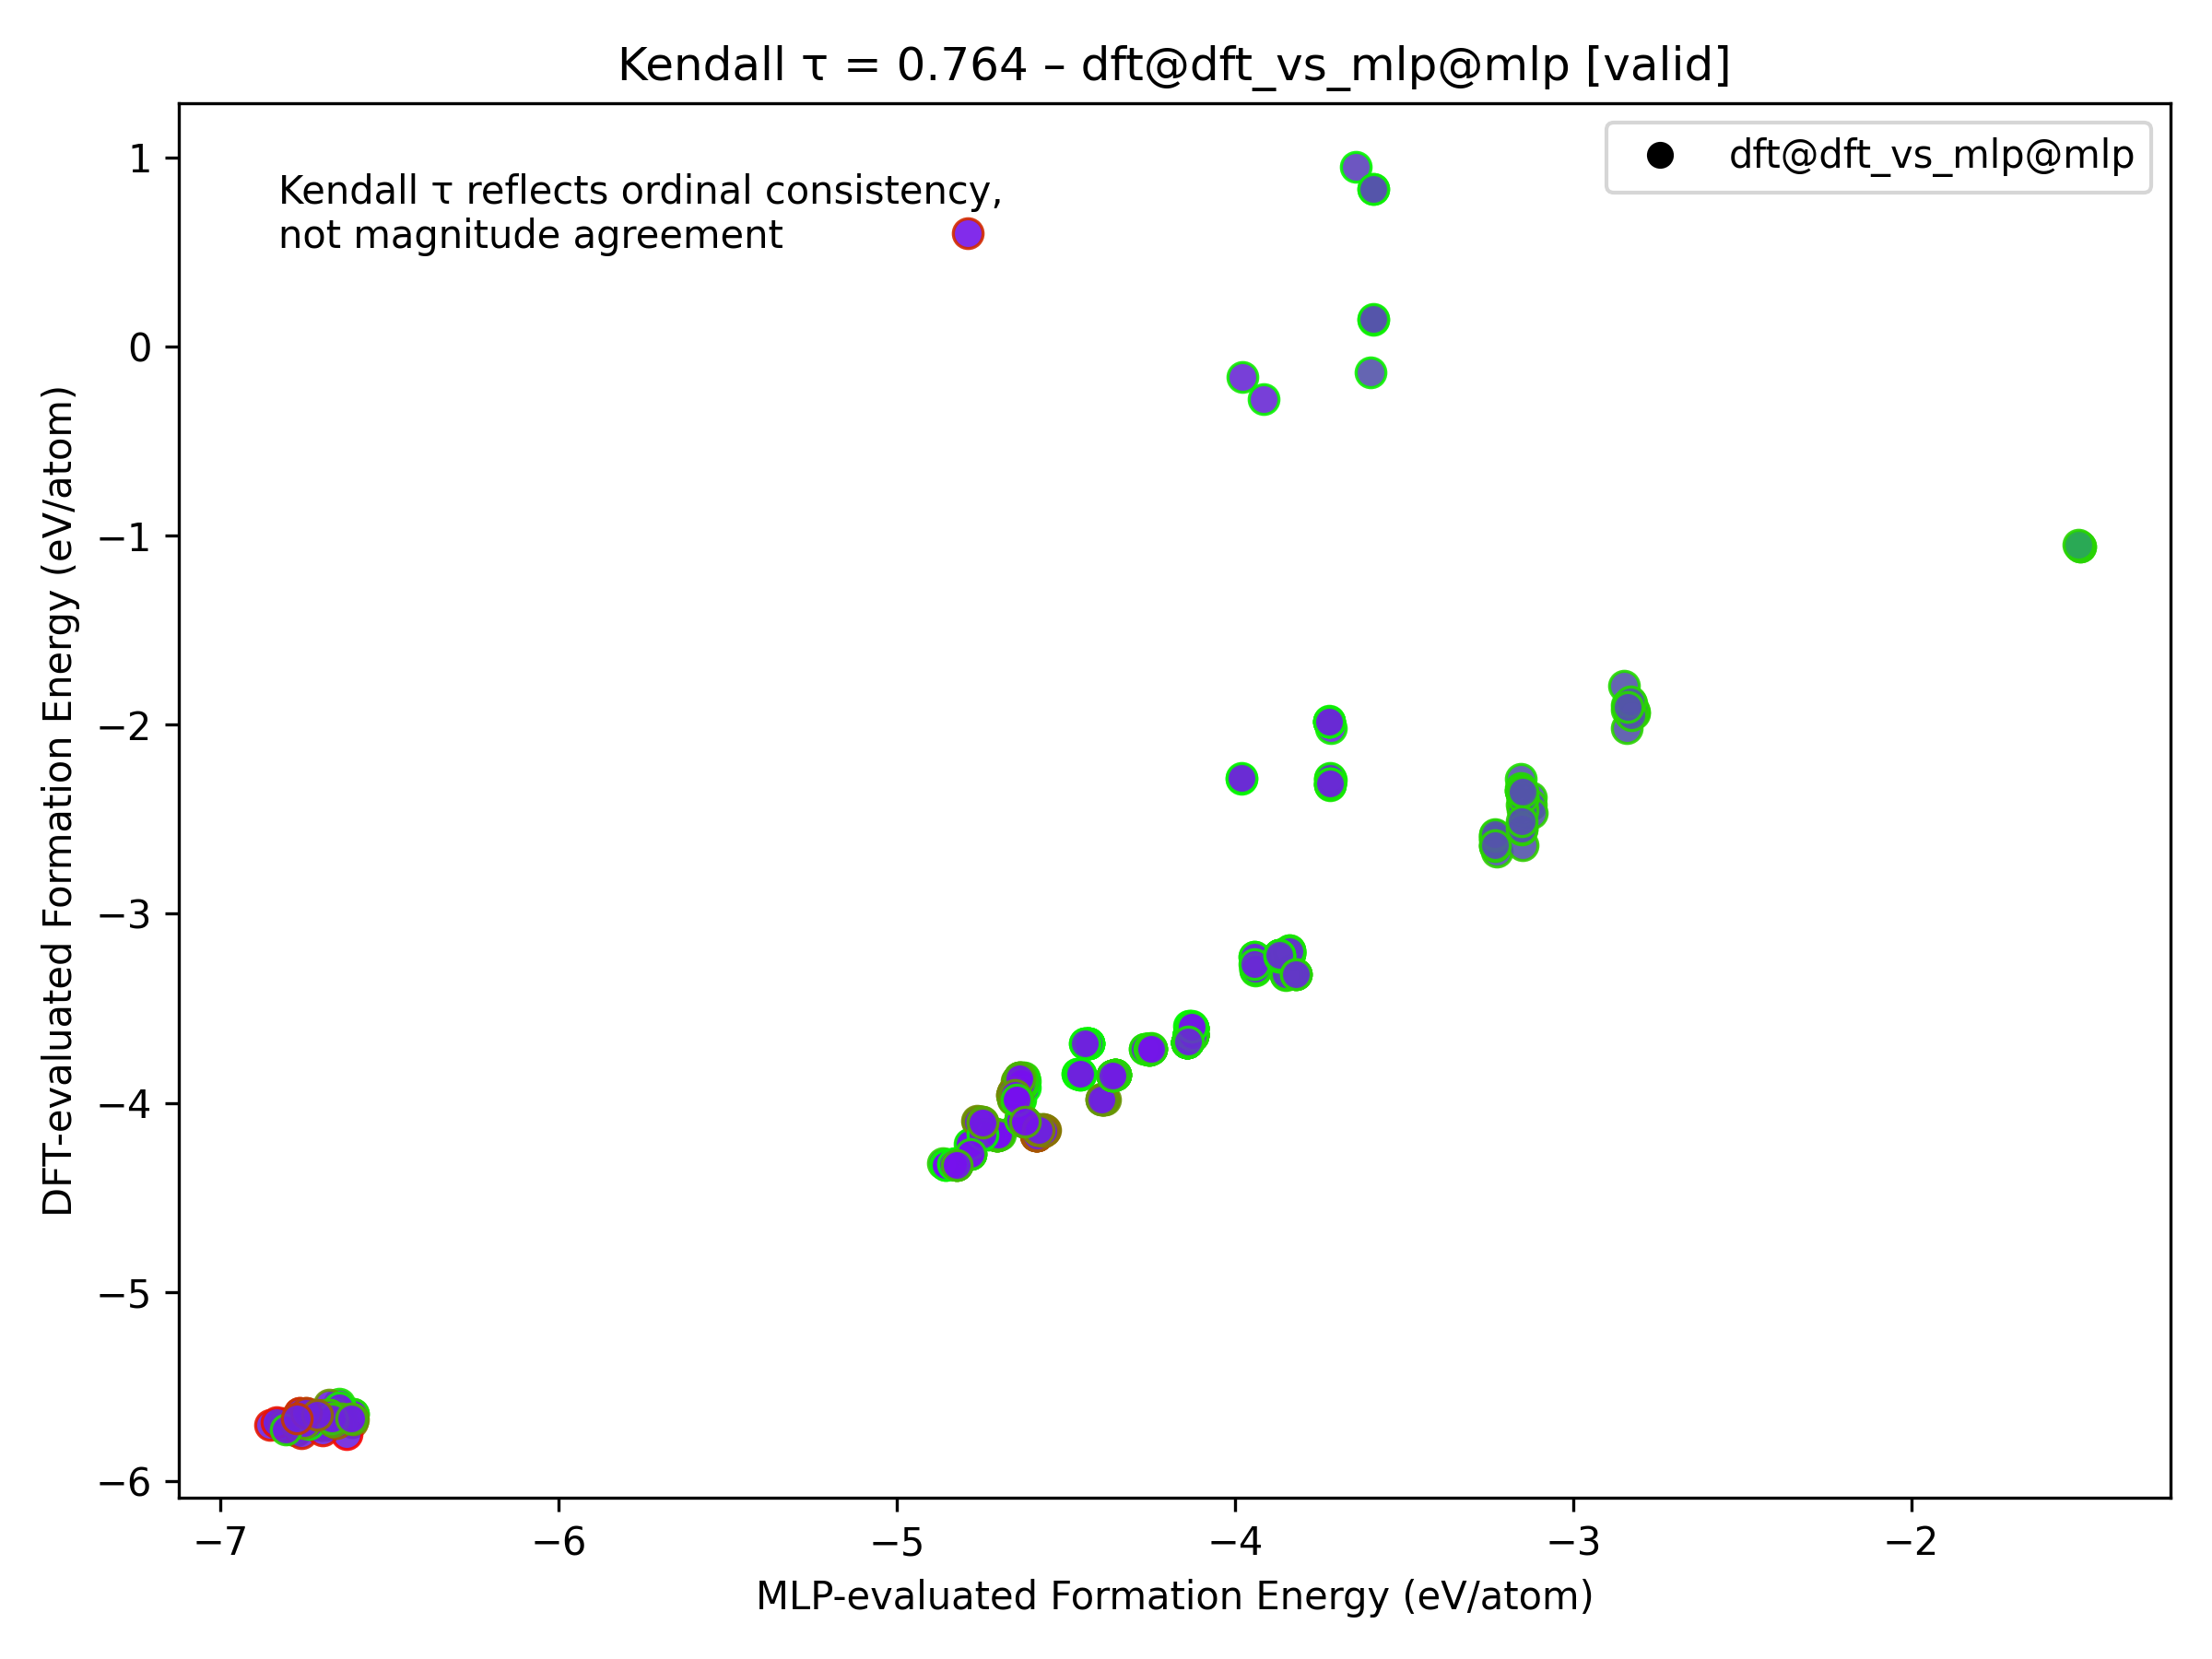 Kendall τ = 0.764 – dft@dft_vs_mlp@mlp [valid]
Kendall τ reflects ordinal consistency,
not magnitude agreement
dft@dft_vs_mlp@mlp
DFT-evaluated Formation Energy (eV/atom)
1
0
−1
−2
−3
−4
−5
−6
−7
−6
−5
−4
−3
−2
MLP-evaluated Formation Energy (eV/atom)